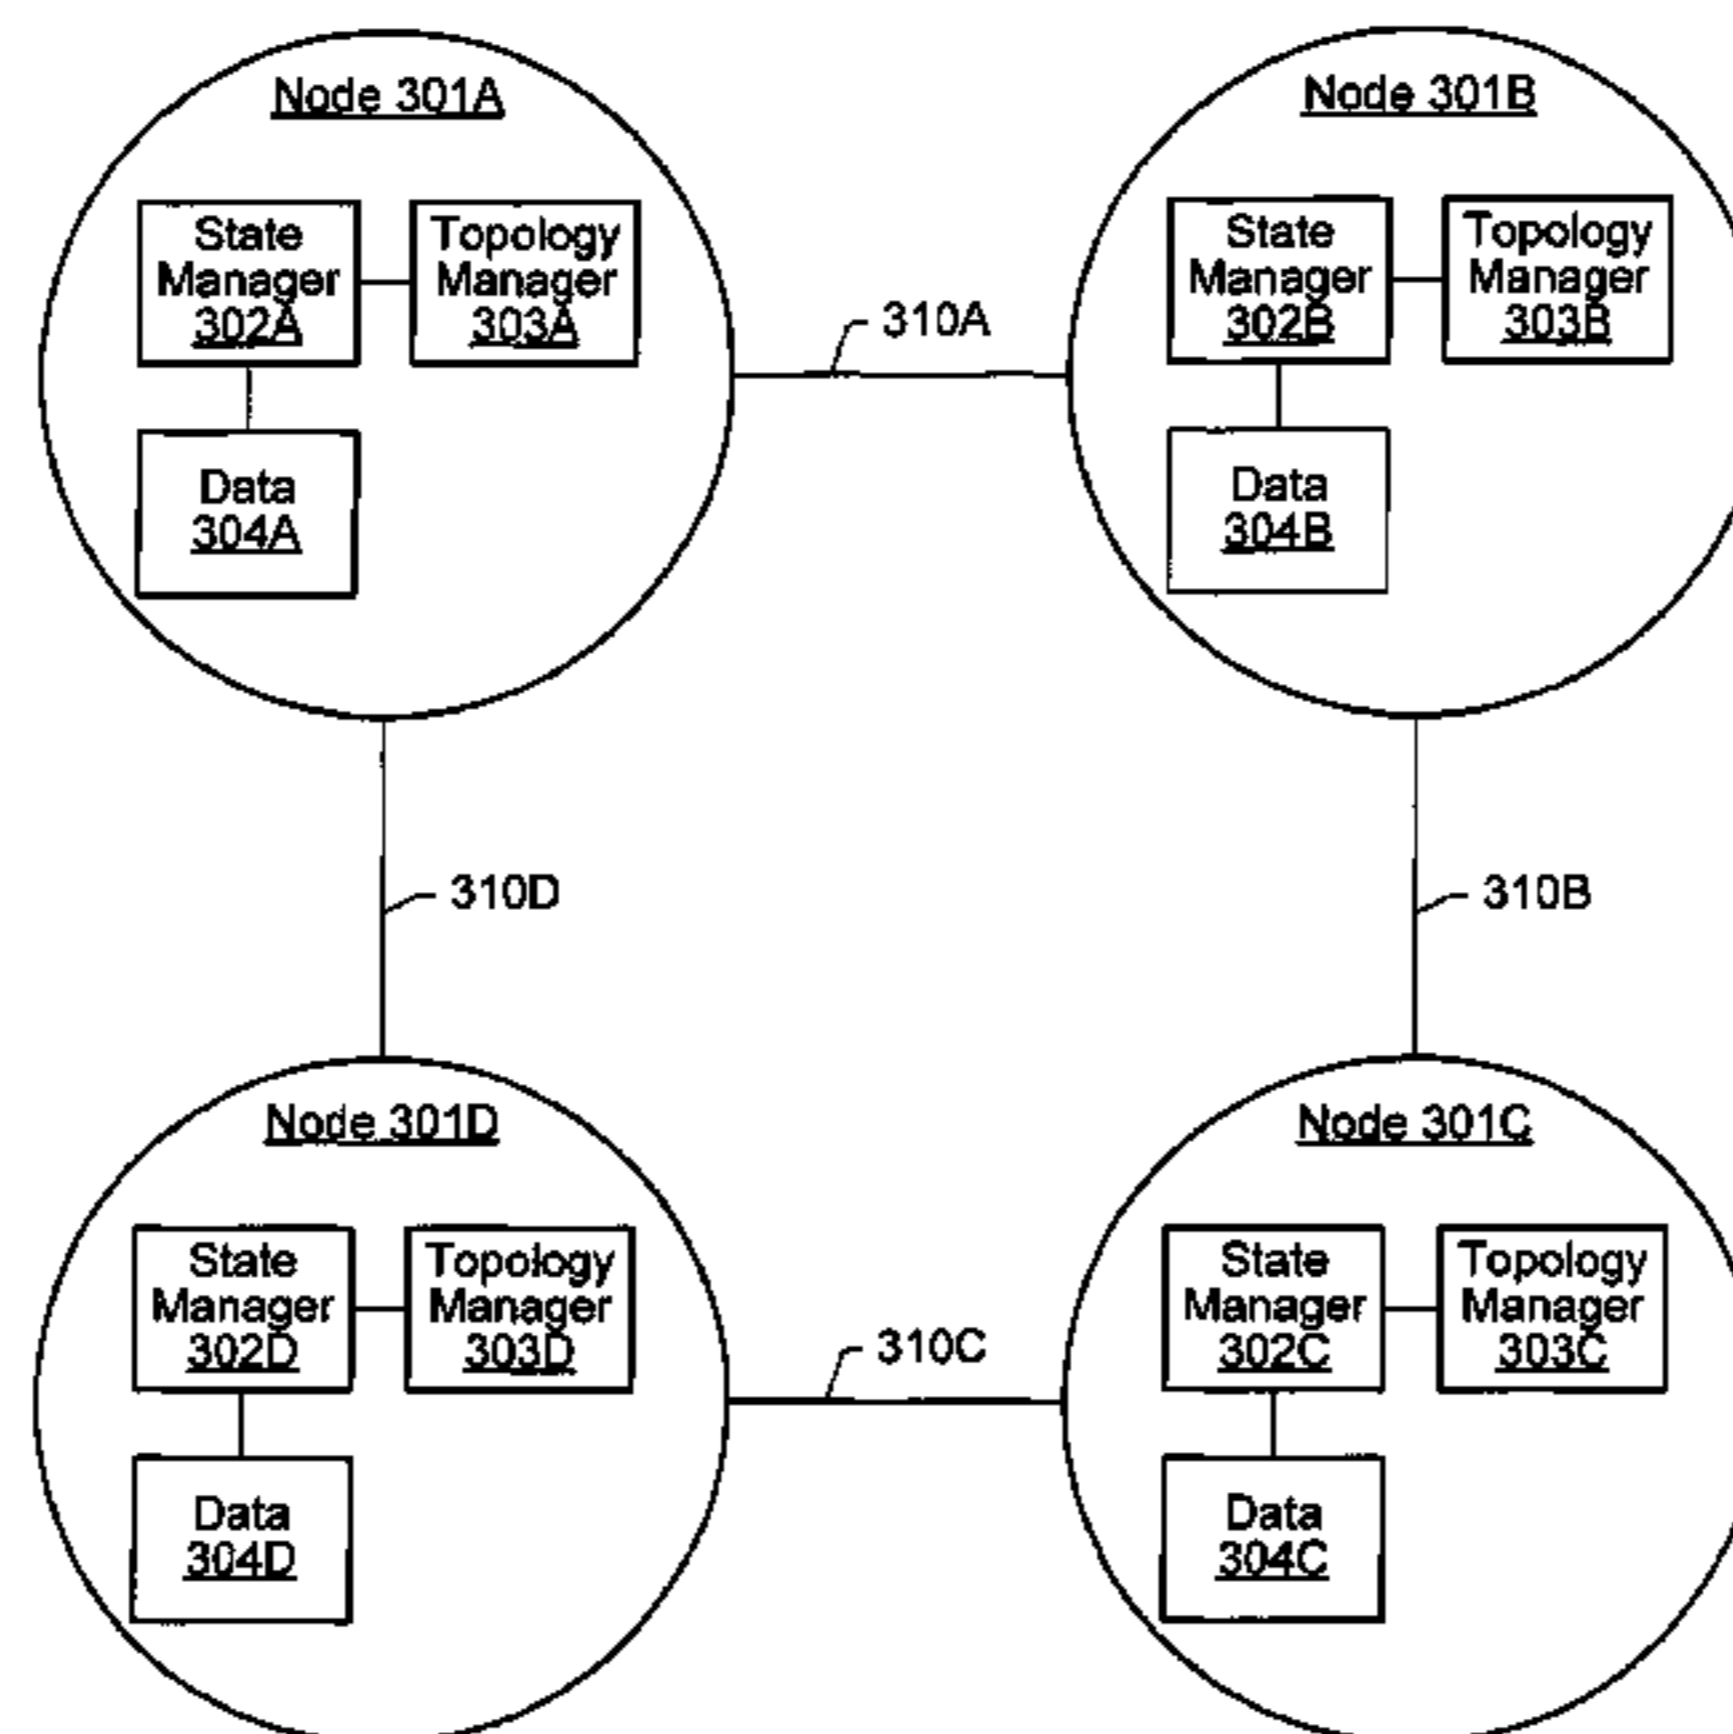 Node 301A
State
Manager
302A
Topology
Manager
303A
Data
304A
310A
Node 301B
State
Manager
302B
Topology
Manager
303B
Data
304B
310D
310B
Node 301D
State
Manager
302D
Topology
Manager
303D
Data
304D
310C
Node 301C
State
Manager
302C
Topology
Manager
303C
Data
304C